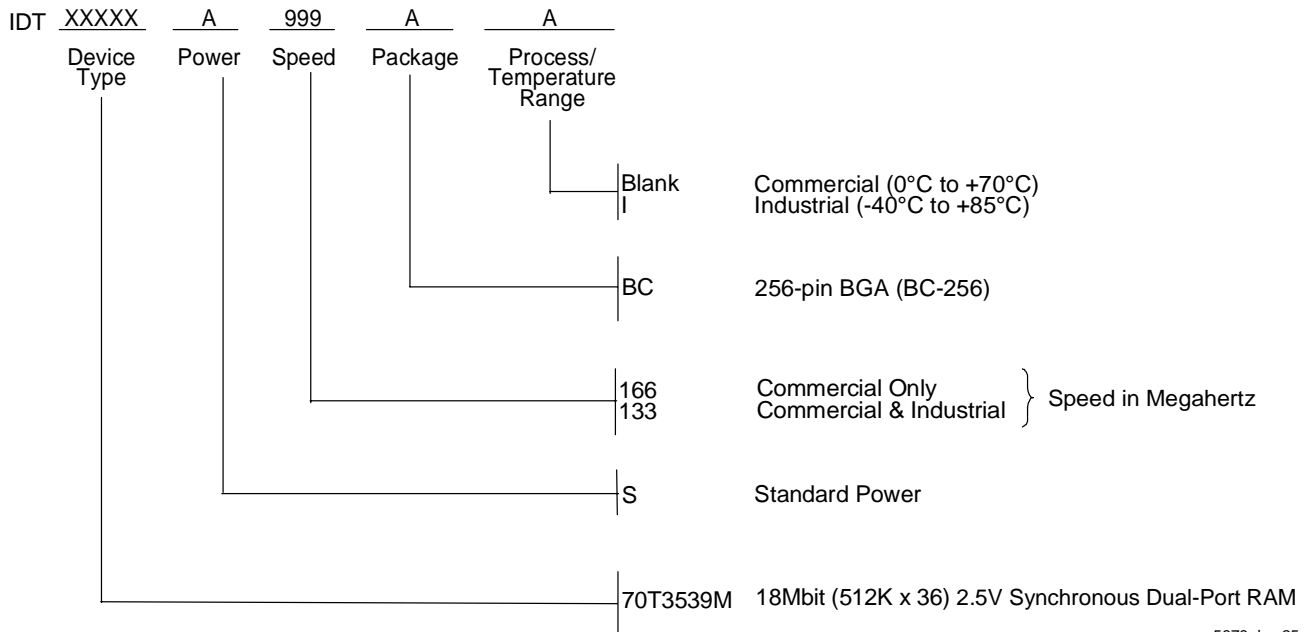 IDT XXXXX A 999 A A
Device Type Power Speed Package Process/ Temperature Range
Blank Commercial (0°C to +70°C)
I Industrial (-40°C to +85°C)
BC 256-pin BGA (BC-256)
166 Commercial Only
133 Commercial & Industrial
Speed in Megahertz
S Standard Power
70T3539M 18Mbit (512K x 36) 2.5V Synchronous Dual-Port RAM